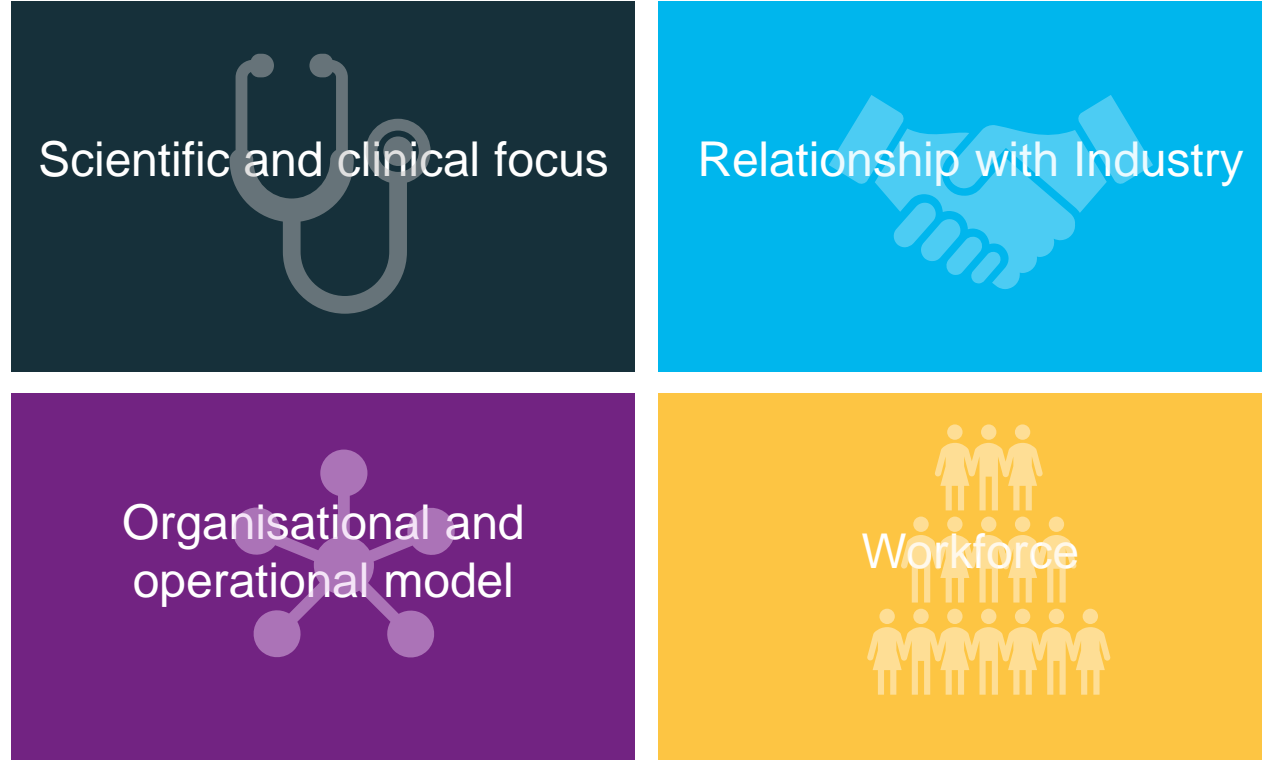 Scientific and clinical focus
Relationship with Industry
Organisational and
operational model
Workforce